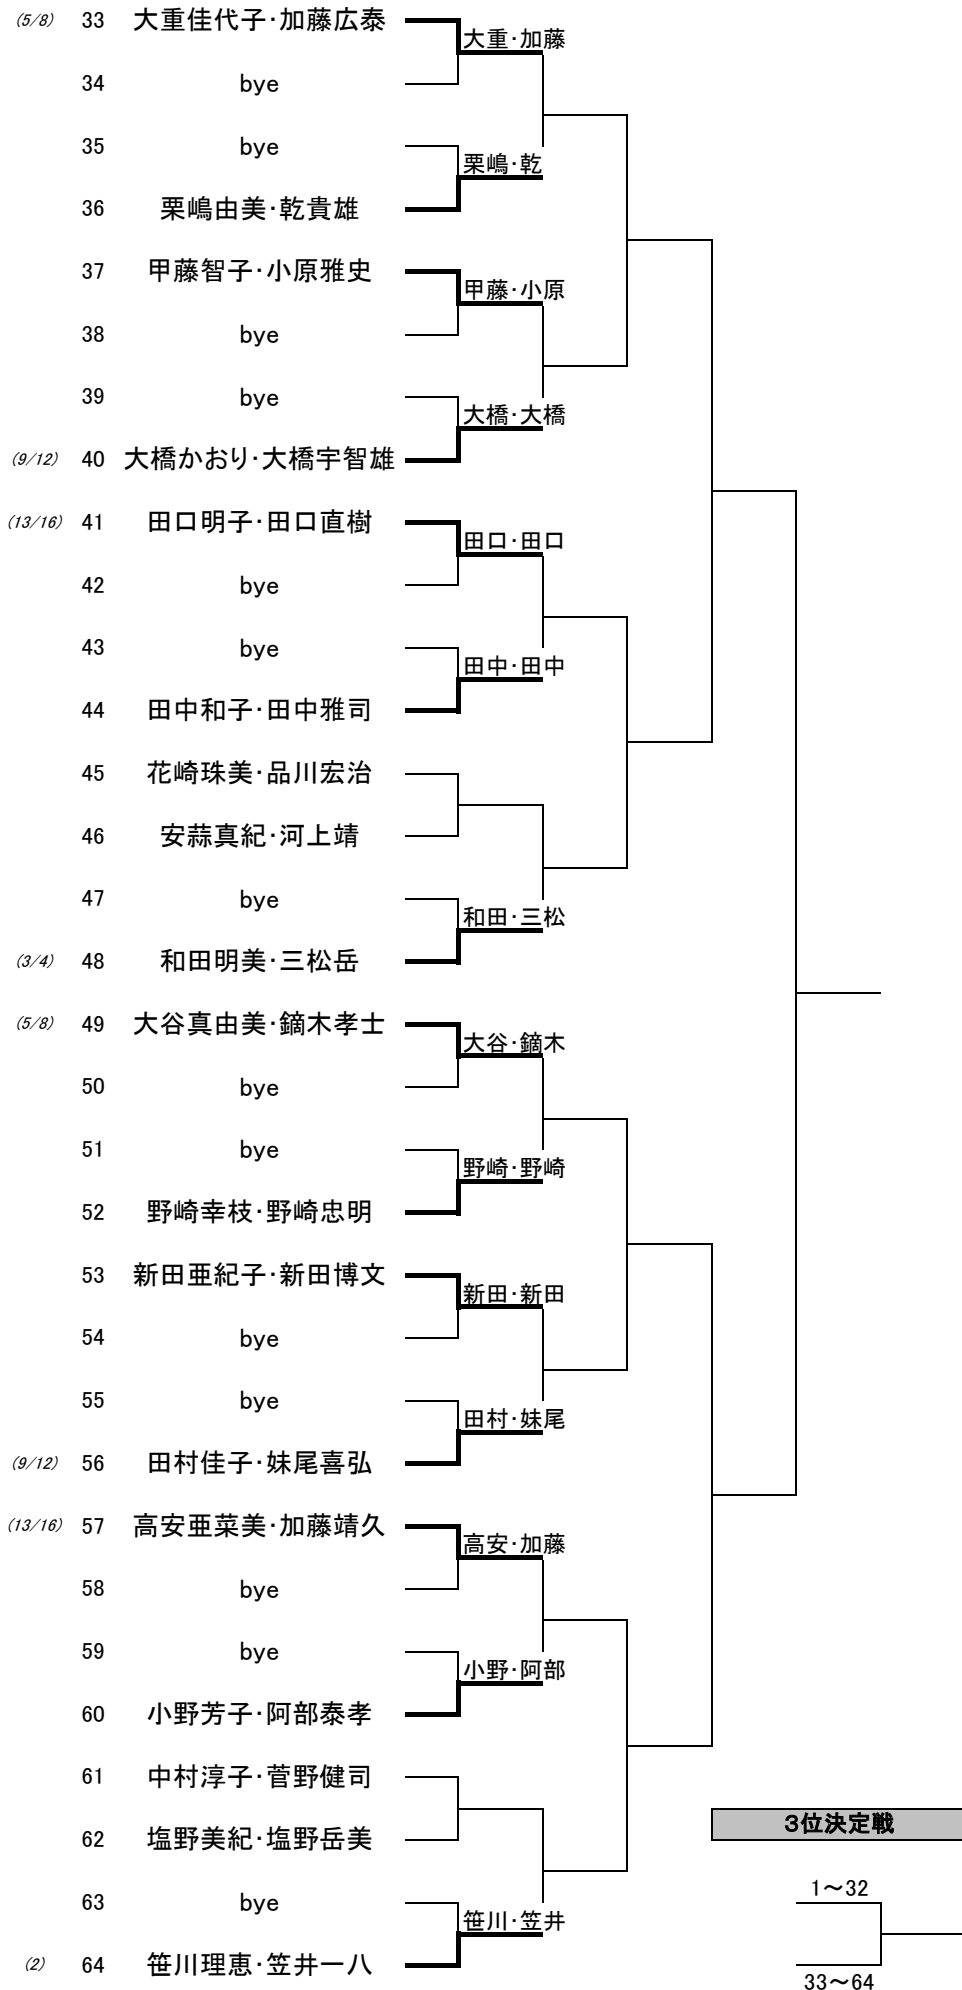 (5/8) 33 大重佳代子・加藤広泰
大重・加藤
34 bye
35 bye
栗嶋・乾
36 栗嶋由美・乾貴雄
37 甲藤智子・小原雅史
甲藤・小原
38 bye
39 bye
大橋・大橋
(9/12) 40 大橋かおり・大橋宇智雄
(13/16) 41 田口明子・田口直樹
田口・田口
42 bye
43 bye
田中・田中
44 田中和子・田中雅司
45 花崎珠美・品川宏治
46 安蒜真紀・河上靖
47 bye
和田・三松
(3/4) 48 和田明美・三松岳
(5/8) 49 大谷真由美・鏑木孝士
大谷・鏑木
50 bye
51 bye
野崎・野崎
52 野崎幸枝・野崎忠明
53 新田亜紀子・新田博文
新田・新田
54 bye
55 bye
田村・妹尾
(9/12) 56 田村佳子・妹尾喜弘
(13/16) 57 高安亜菜美・加藤靖久
高安・加藤
58 bye
59 bye
小野・阿部
60 小野芳子・阿部泰孝
61 中村淳子・菅野健司
3位決定戦
62 塩野美紀・塩野岳美
1～32
63 bye
笹川・笠井
(2) 64 笹川理恵・笠井一八
33～64